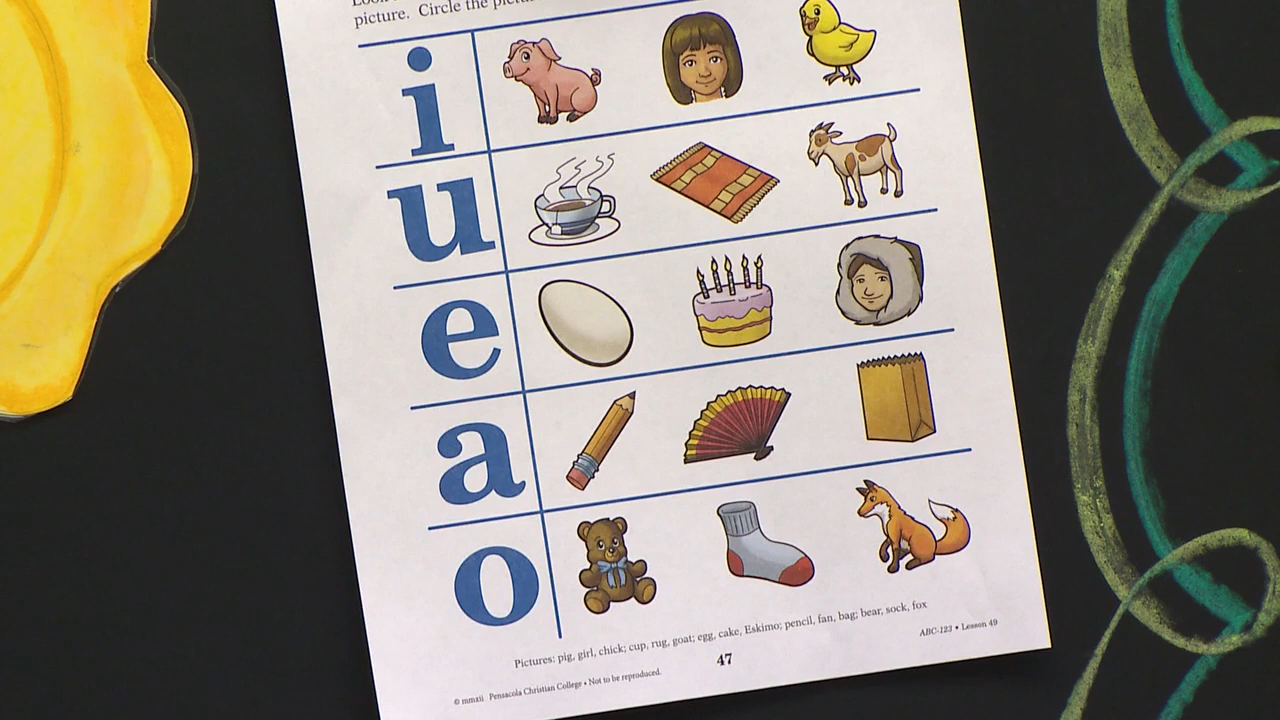 picture. Circle the
i
u
e
a
o
Pictures: pig, girl, chick; cup, rug, goat; egg, cake, Eskimo; pencil, fan, bag; bear, sock, fox
ABC-123 • Lesson 49
47
© mmxii Pensacola Christian College • Not to be reproduced.